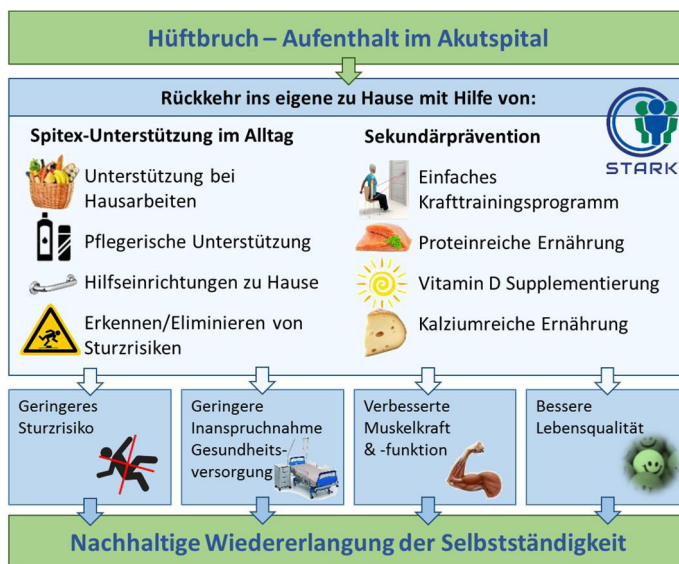 Hüftbruch – Aufenthalt im Akutspital
Rückkehr ins eigene zu Hause mit Hilfe von:
STARK
Spitex-Unterstützung im Alltag
Unterstützung bei
Hausarbeiten
Pflegerische Unterstützung
Hilfseinrichtungen zu Hause
Erkennen/Eliminieren von
Sturzrisiken
Sekundärprävention
Einfaches
Krafttrainingsprogramm
Proteinreiche Ernährung
Vitamin D Supplementierung
Kalziumreiche Ernährung
Geringeres
Sturzrisiko
Geringere
Inanspruchnahme
Gesundheits-
versorgung
Verbesserte
Muskelkraft
& -funktion
Bessere
Lebensqualität
Nachhaltige Wiedererlangung der Selbstständigkeit